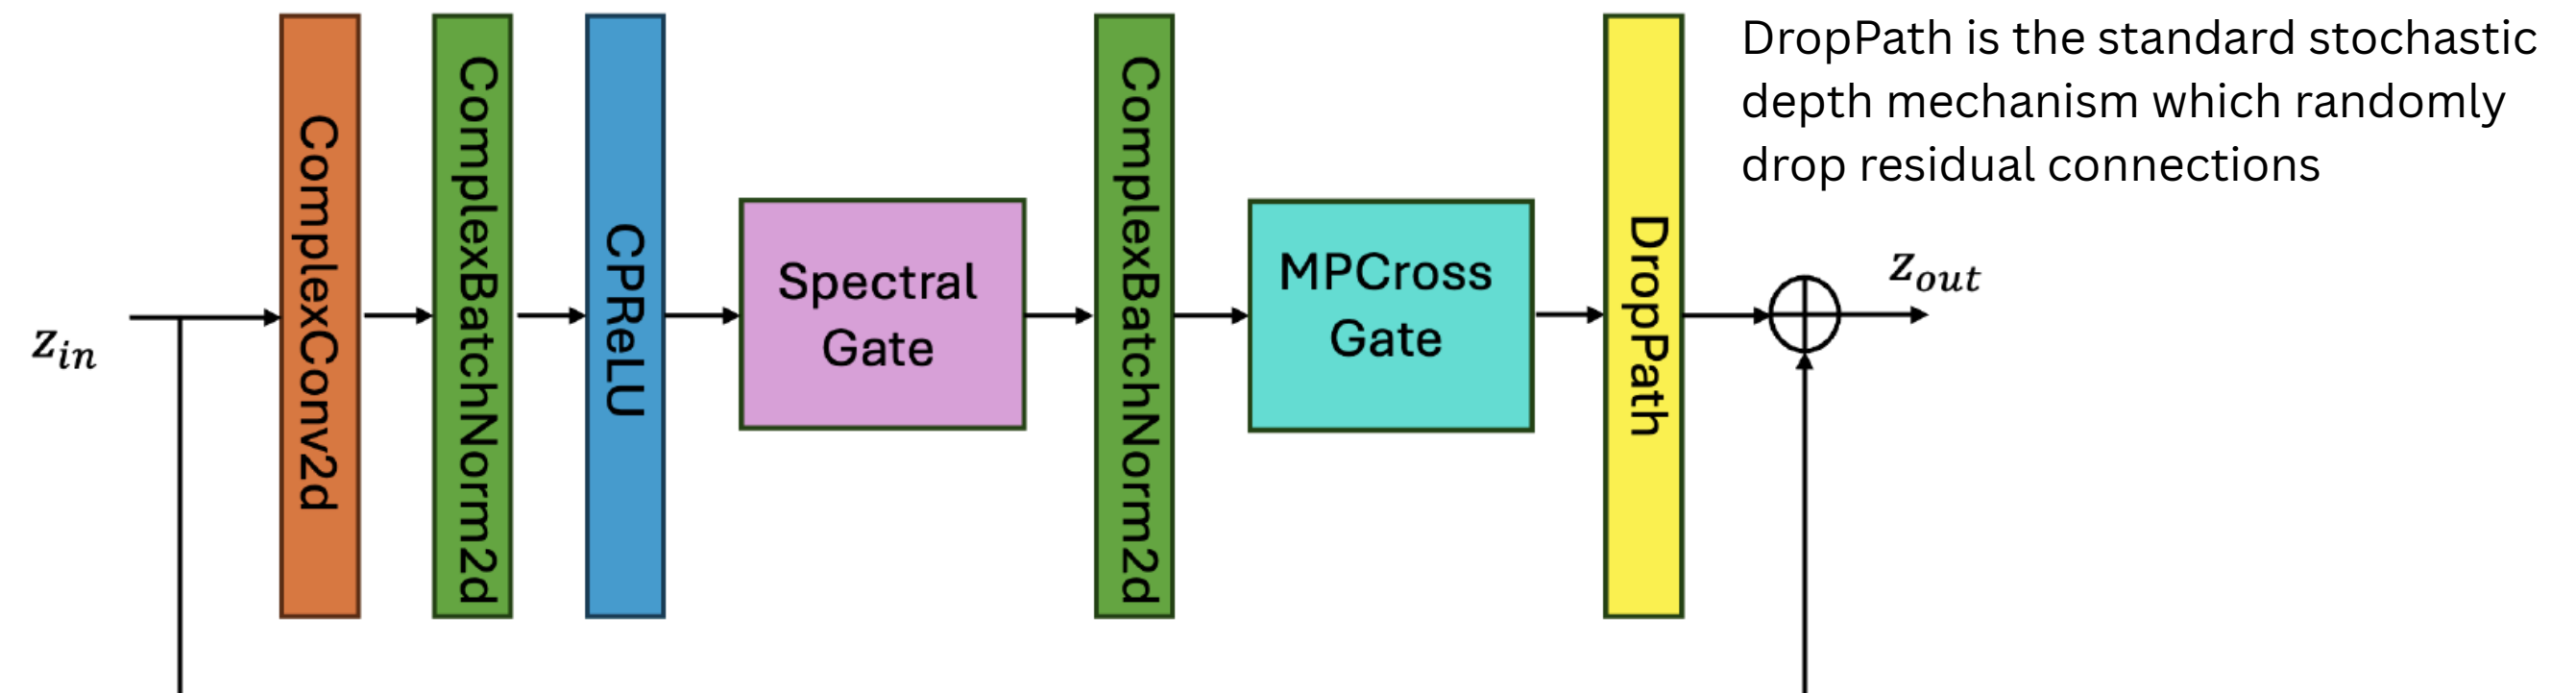 z_in
ComplexConv2d
ComplexBatchNorm2d
CPReLU
Spectral
Gate
ComplexBatchNorm2d
MPCross
Gate
DropPath
z_out
DropPath is the standard stochastic
depth mechanism which randomly
drop residual connections